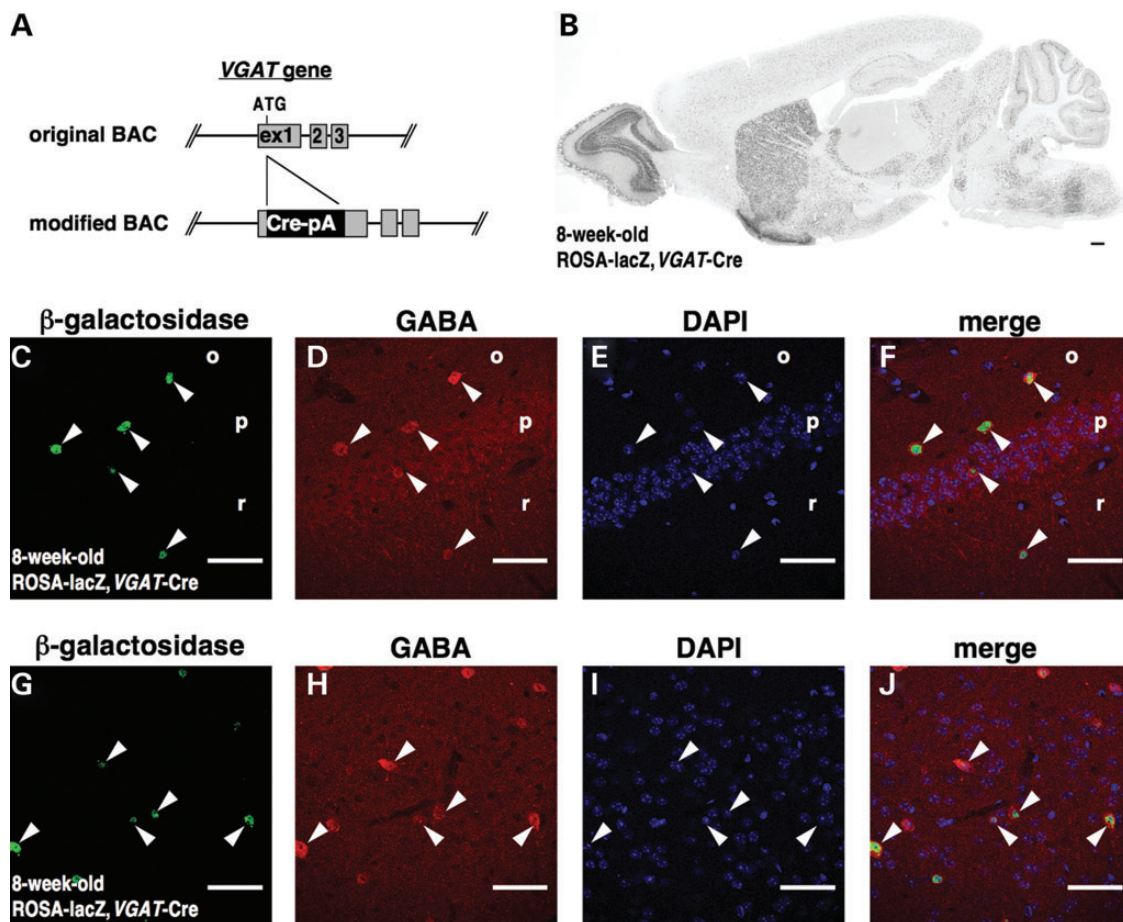 A
VGAT gene
ATG
original BAC
ex1 2 3
modified BAC
Cre-pA
B
8-week-old
ROSA-lacZ, VGAT-Cre
β-galactosidase GABA DAPI merge
C D E F
o o o o
p p p p
r r r r
8-week-old
ROSA-lacZ, VGAT-Cre
β-galactosidase GABA DAPI merge
G H I J
8-week-old
ROSA-lacZ, VGAT-Cre